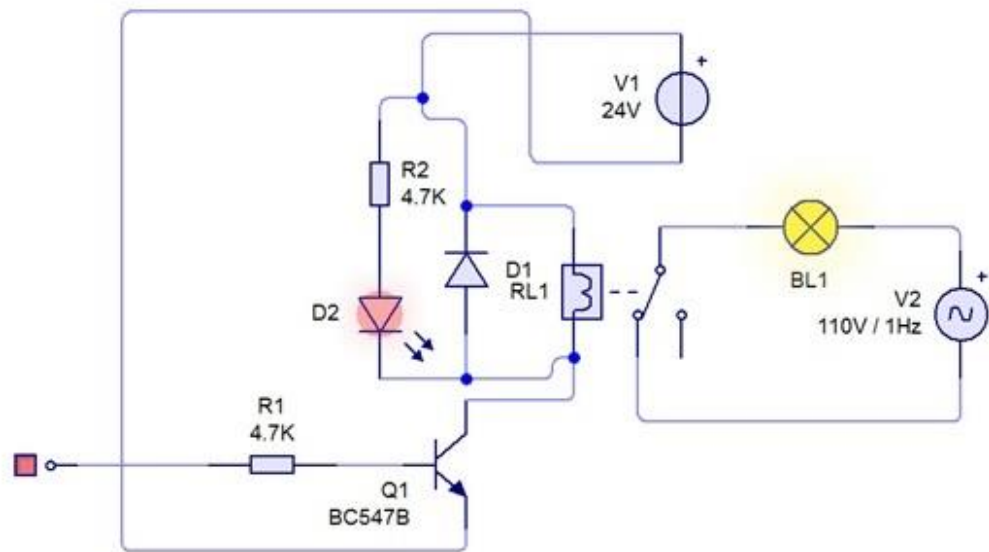 V1
24V
+
R2
4.7K
D1
RL1
D2
BL1
+
V2
110V / 1Hz
R1
4.7K
Q1
BC547B